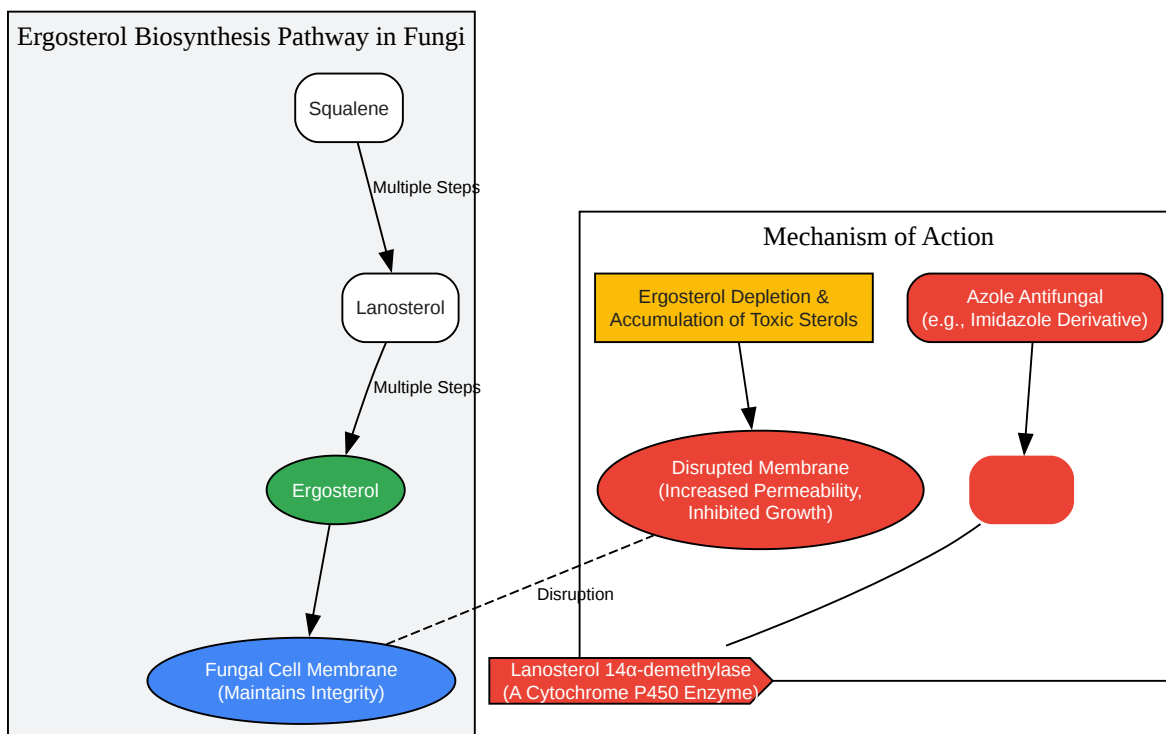 Ergosterol Biosynthesis Pathway in Fungi
Squalene
Multiple Steps
Lanosterol
Multiple Steps
Ergosterol
Fungal Cell Membrane
(Maintains Integrity)
Mechanism of Action
Ergosterol Depletion &
Accumulation of Toxic Sterols
Azole Antifungal
(e.g., Imidazole Derivative)
Disrupted Membrane
(Increased Permeability,
Inhibited Growth)
Disruption
Lanosterol 14α-demethylase
(A Cytochrome P450 Enzyme)